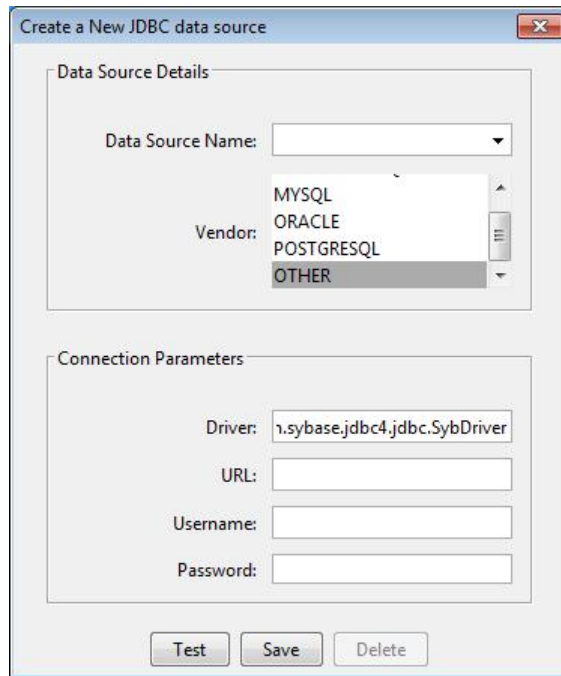 Create a New JDBC data source
Data Source Details
Data Source Name:
Vendor:
MYSQL
ORACLE
POSTGRESQL
OTHER
Connection Parameters
Driver: ı.sybase.jdbc4.jdbc.SybDriver
URL:
Username:
Password:
Test Save Delete